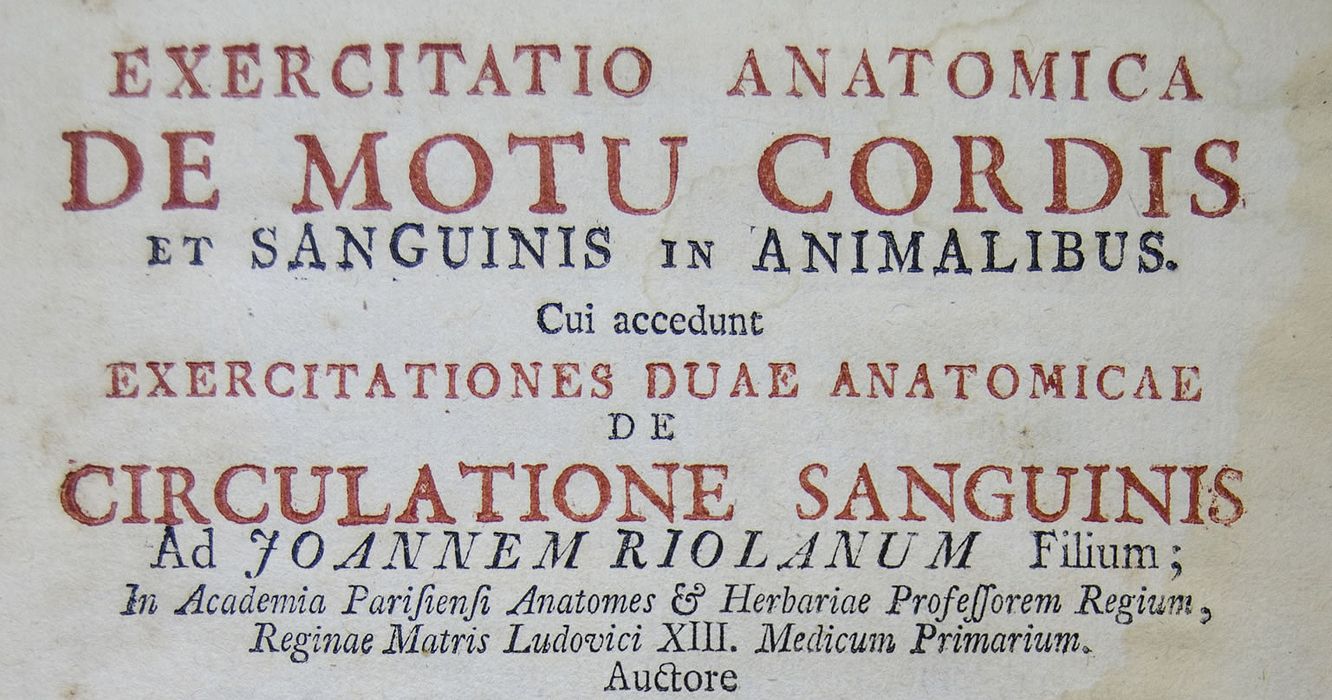 EXERCITATIO ANATOMICA
DE MOTU CORDIS
ET SANGUINIS IN ANIMALIBUS.
Cui accedunt
EXERCITATIONES DUAE ANATOMICAE
DE
CIRCULATIONE SANGUINIS
Ad JOANNEM RIOLANUM Filium;
In Academia Pariſienſi Anatomes & Herbariae Profeſſorem Regium,
Reginae Matris Ludovici XIII. Medicum Primarium.
Auctore